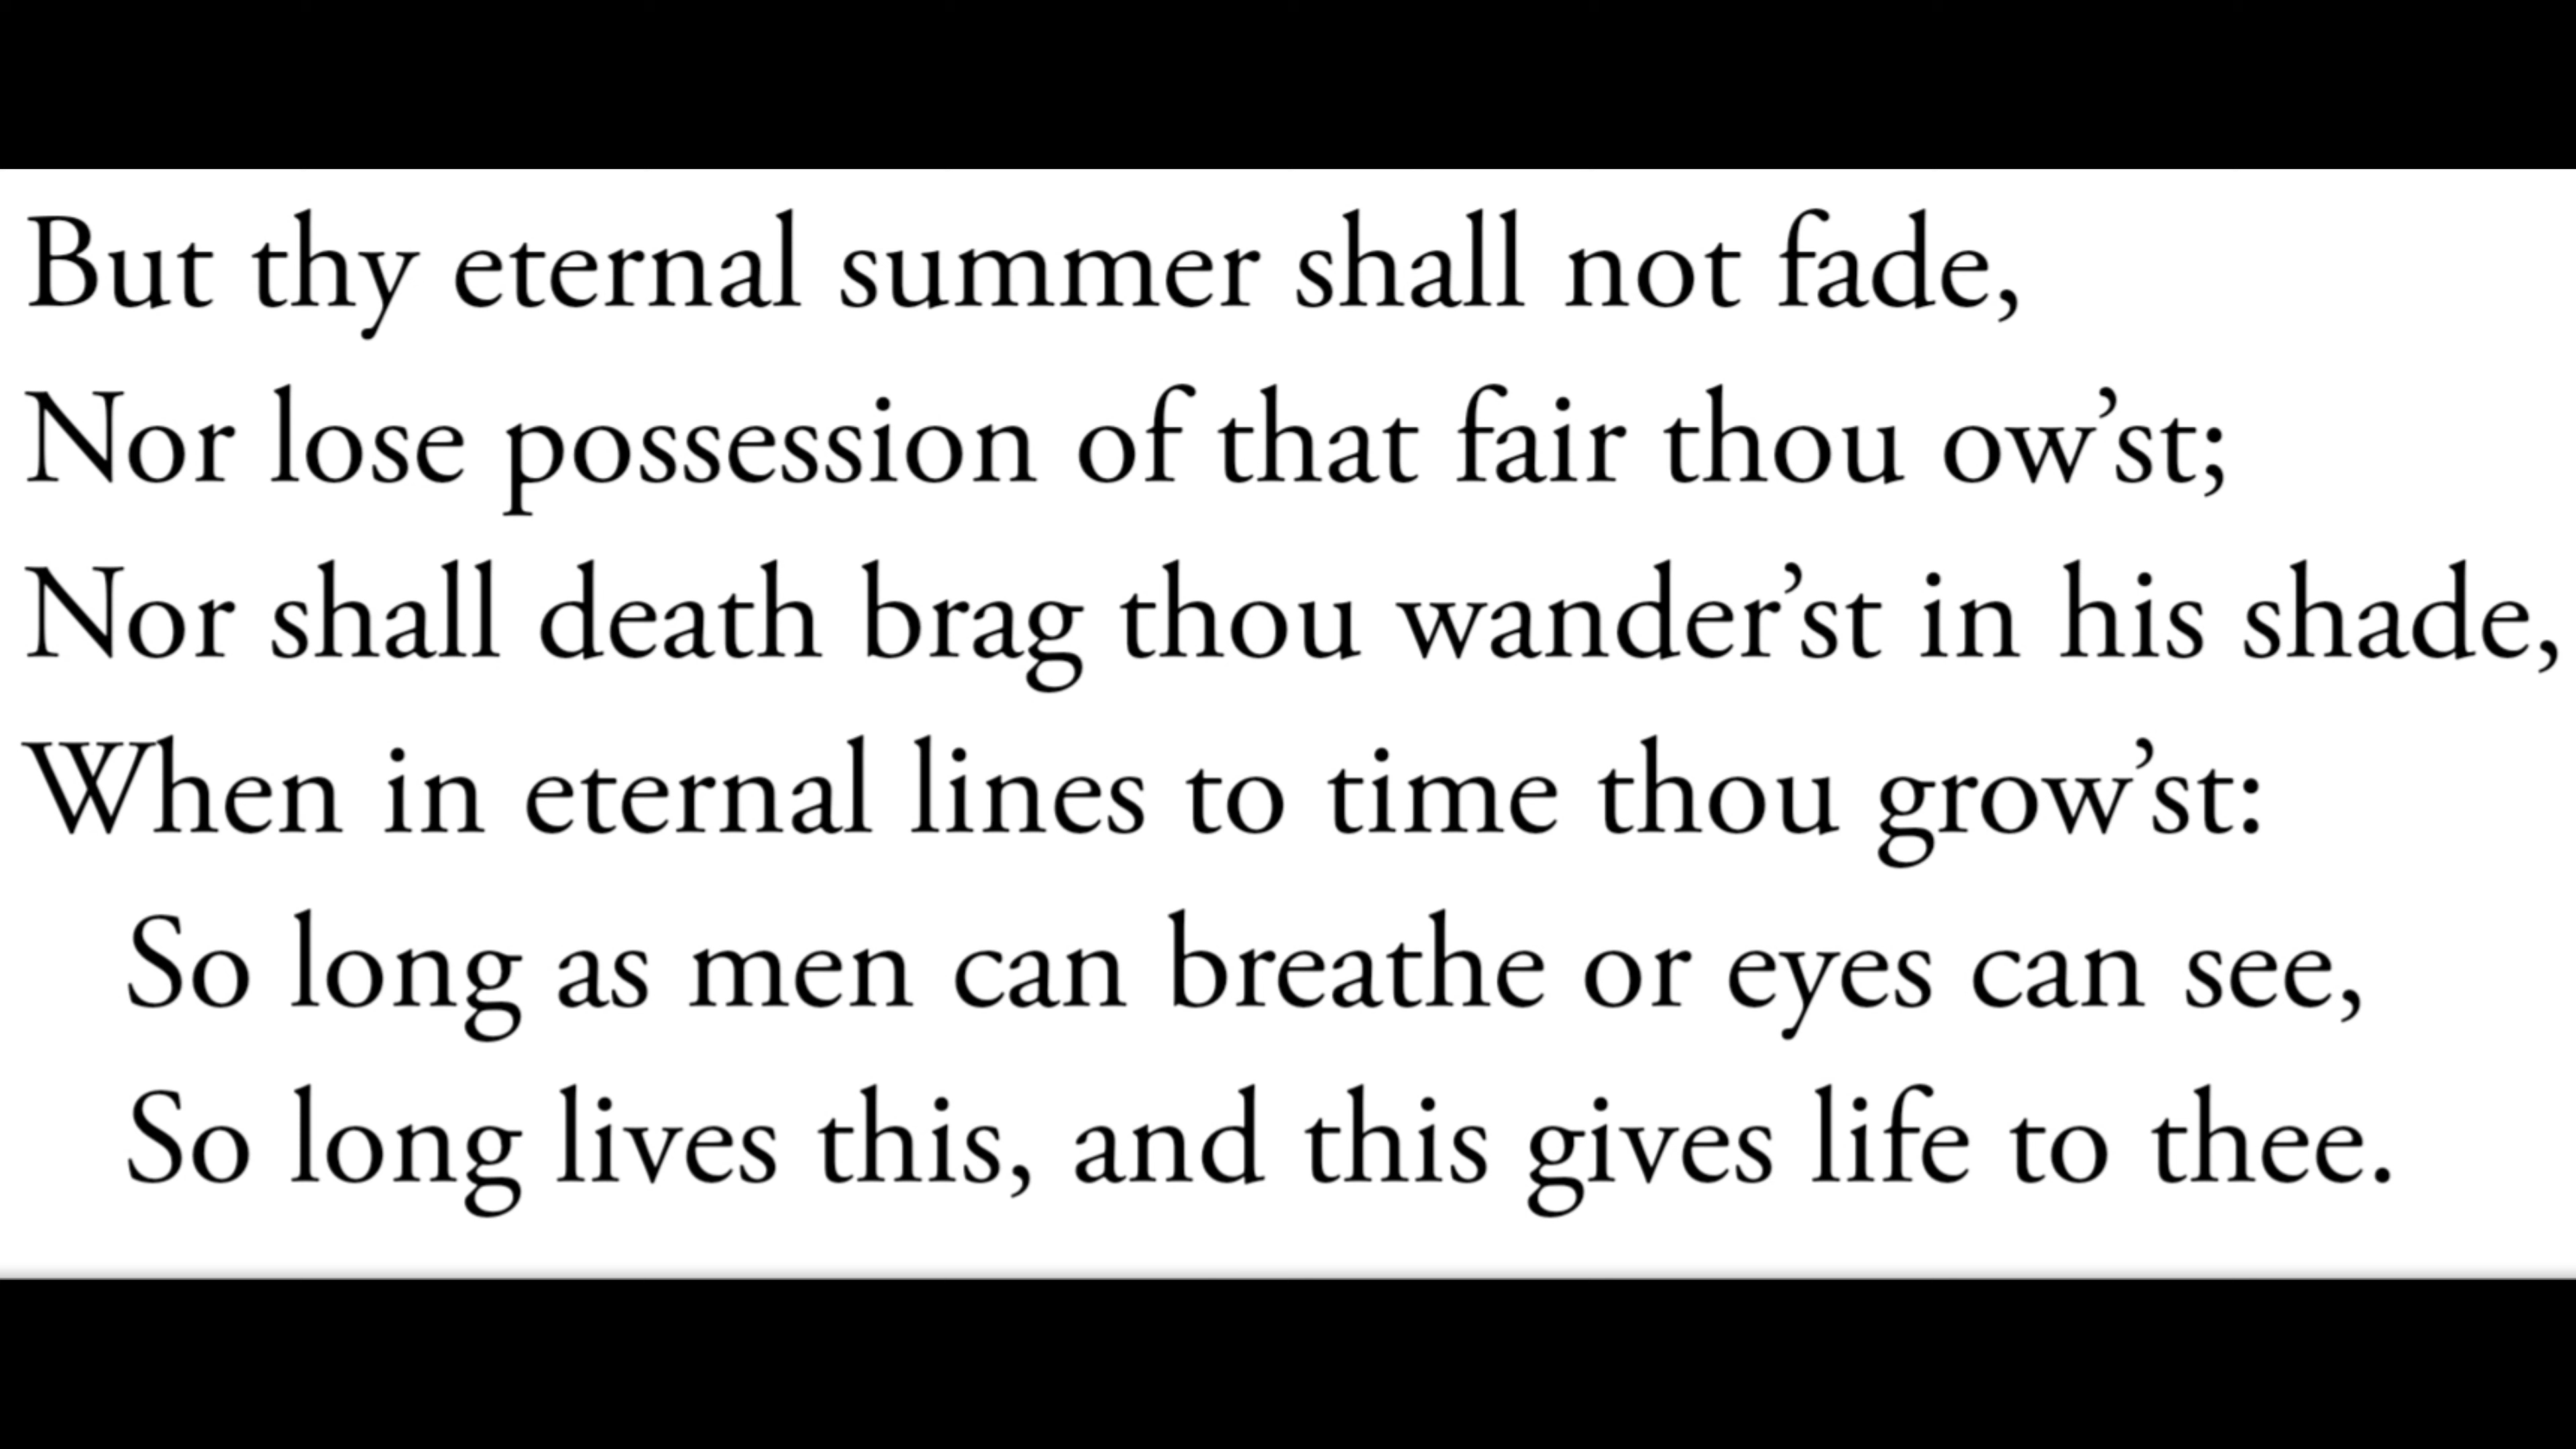 But thy eternal summer shall not fade,
Nor lose possession of that fair thou ow’st;
Nor shall death brag thou wander’st in his shade,
When in eternal lines to time thou grow’st:
So long as men can breathe or eyes can see,
So long lives this, and this gives life to thee.